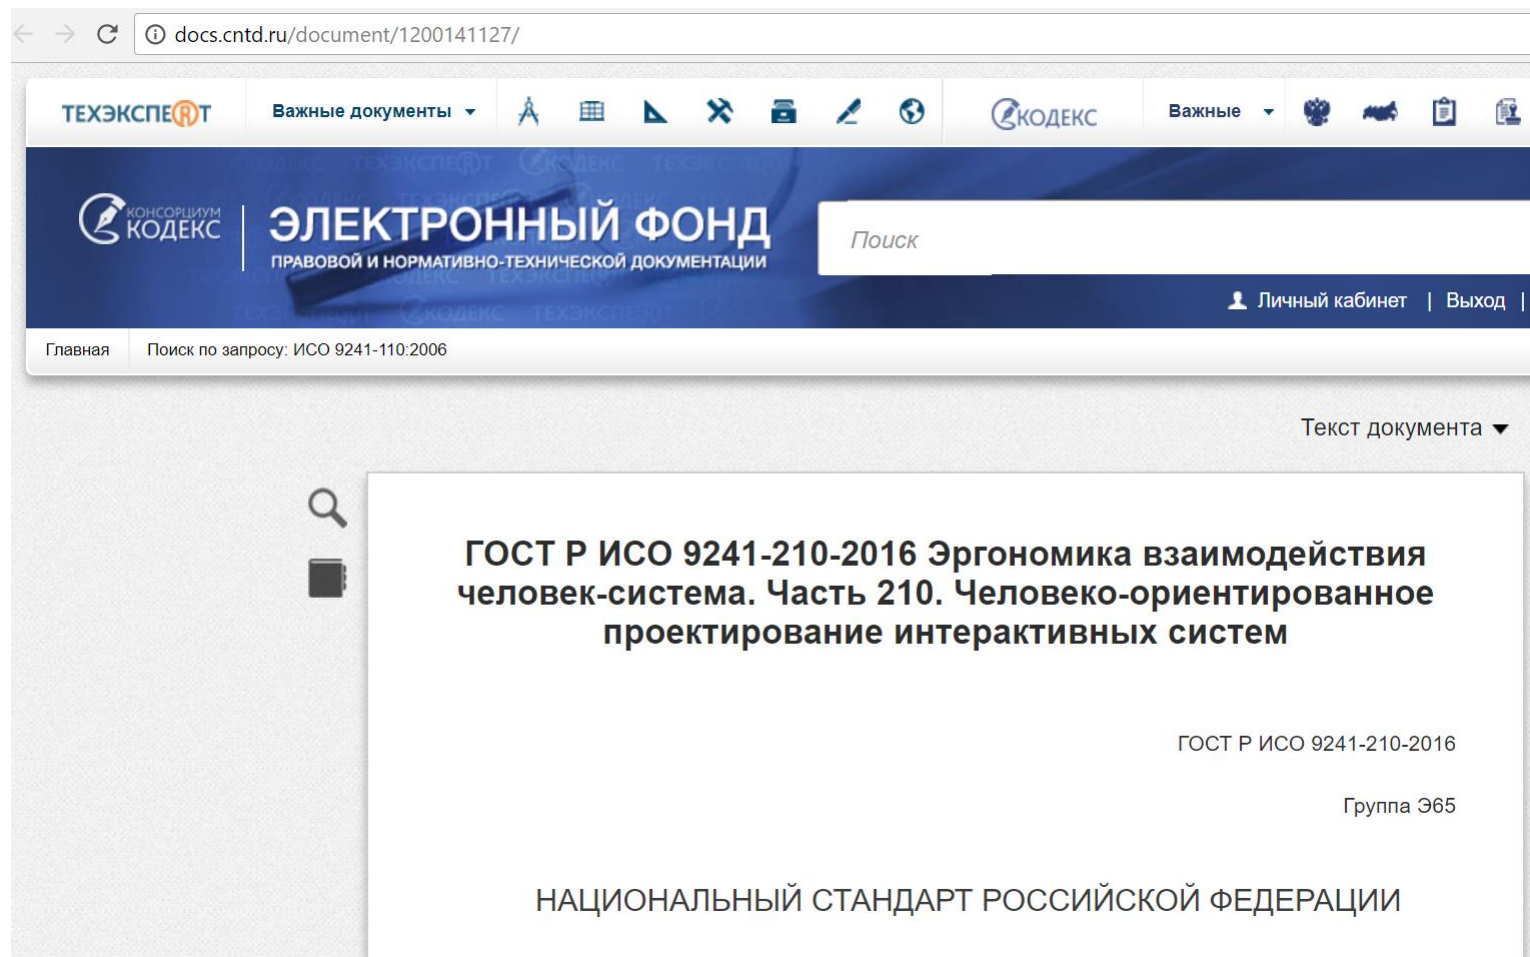 docs.cntd.ru/document/1200141127/
ТЕХЭКСПЕRТ Важные документы КОДЕКС Важные
КОНСОРЦИУМ
КОДЕКС
ЭЛЕКТРОННЫЙ ФОНД
ПРАВОВОЙ И НОРМАТИВНО-ТЕХНИЧЕСКОЙ ДОКУМЕНТАЦИИ
Поиск
Личный кабинет | Выход |
Главная Поиск по запросу: ИСО 9241-110:2006
Текст документа
ГОСТ Р ИСО 9241-210-2016 Эргономика взаимодействия
человек-система. Часть 210. Человеко-ориентированное
проектирование интерактивных систем
ГОСТ Р ИСО 9241-210-2016
Группа Э65
НАЦИОНАЛЬНЫЙ СТАНДАРТ РОССИЙСКОЙ ФЕДЕРАЦИИ